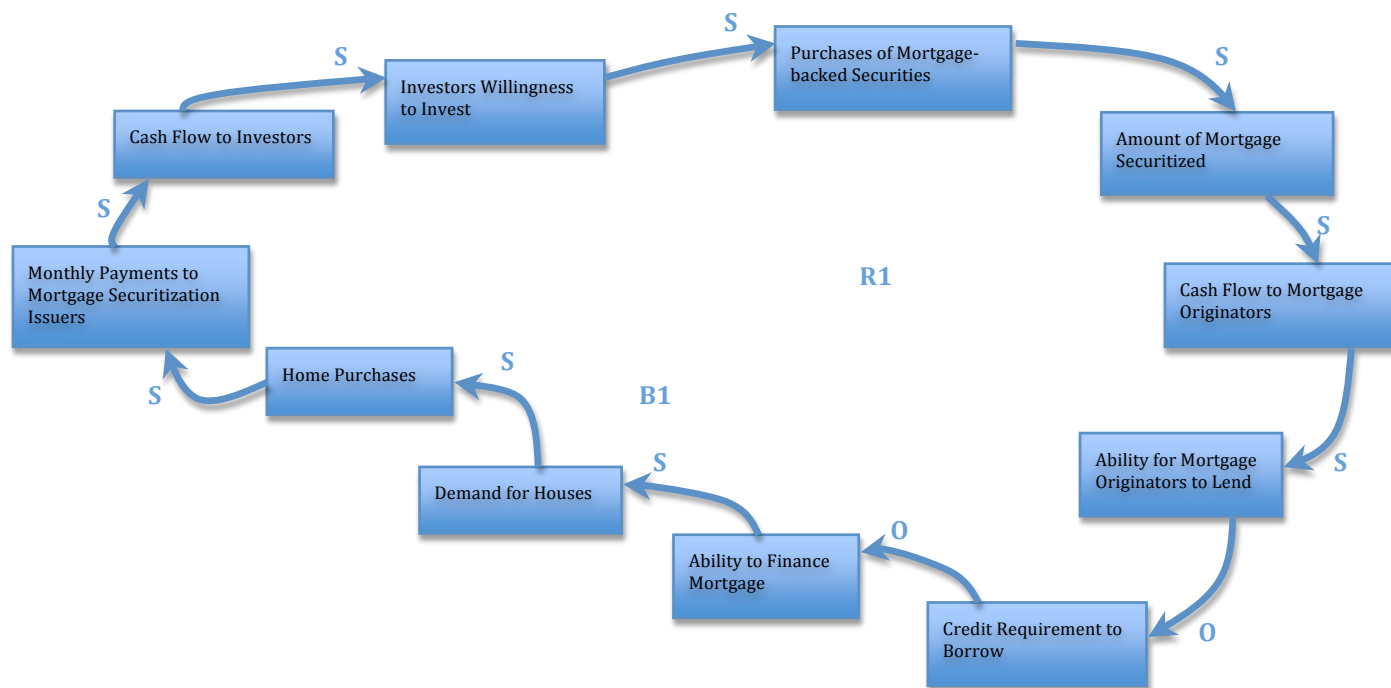 S
Purchases of Mortgage-
backed Securities
S
Investors Willingness
to Invest
S
Cash Flow to Investors
Amount of Mortgage
Securitized
S
S
Monthly Payments to
Mortgage Securitization
Issuers
R1
Cash Flow to Mortgage
Originators
Home Purchases
S
S
B1
Ability for Mortgage
Originators to Lend
S
S
Demand for Houses
O
Ability to Finance
Mortgage
Credit Requirement to
Borrow
O